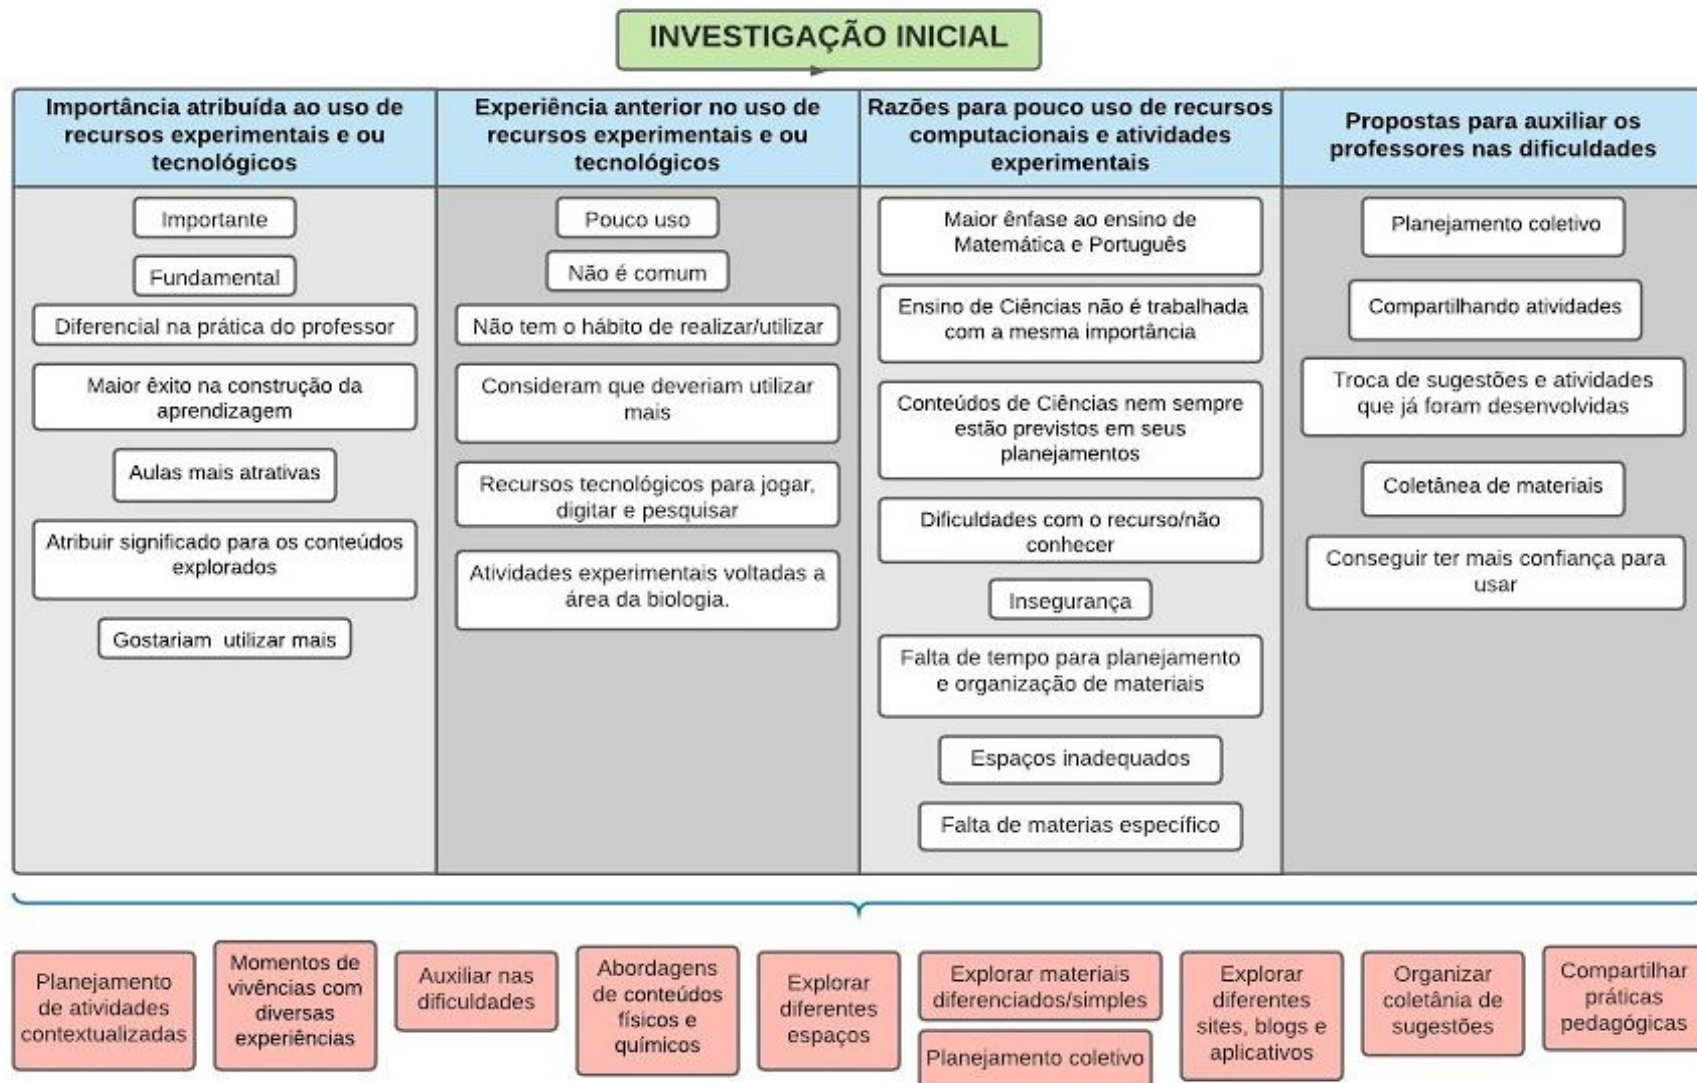 INVESTIGAÇÃO INICIAL
Importância atribuída ao uso de
recursos experimentais e ou
tecnológicos
Importante
Fundamental
Diferencial na prática do professor
Maior êxito na construção da
aprendizagem
Aulas mais atrativas
Atribuir significado para os conteúdos
explorados
Gostariam utilizar mais
Experiência anterior no uso de
recursos experimentais e ou
tecnológicos
Pouco uso
Não é comum
Não tem o hábito de realizar/utilizar
Consideram que deveriam utilizar
mais
Recursos tecnológicos para jogar,
digitar e pesquisar
Atividades experimentais voltadas a
área da biologia.
Razões para pouco uso de recursos
computacionais e atividades
experimentais
Maior ênfase ao ensino de
Matemática e Português
Ensino de Ciências não é trabalhada
com a mesma importância
Conteúdos de Ciências nem sempre
estão previstos em seus
planejamentos
Dificuldades com o recurso/não
conhecer
Insegurança
Falta de tempo para planejamento
e organização de materiais
Espaços inadequados
Falta de materias específico
Propostas para auxiliar os
professores nas dificuldades
Planejamento coletivo
Compartilhando atividades
Troca de sugestões e atividades
que já foram desenvolvidas
Coletânea de materiais
Conseguir ter mais confiança para
usar
Planejamento
de atividades
contextualizadas
Momentos de
vivências com
diversas
experiências
Auxiliar nas
dificuldades
Abordagens
de conteúdos
físicos e
químicos
Explorar
diferentes
espaços
Explorar materiais
diferenciados/simples
Planejamento coletivo
Explorar
diferentes
sites, blogs e
aplicativos
Organizar
coletânia de
sugestões
Compartilhar
práticas
pedagógicas